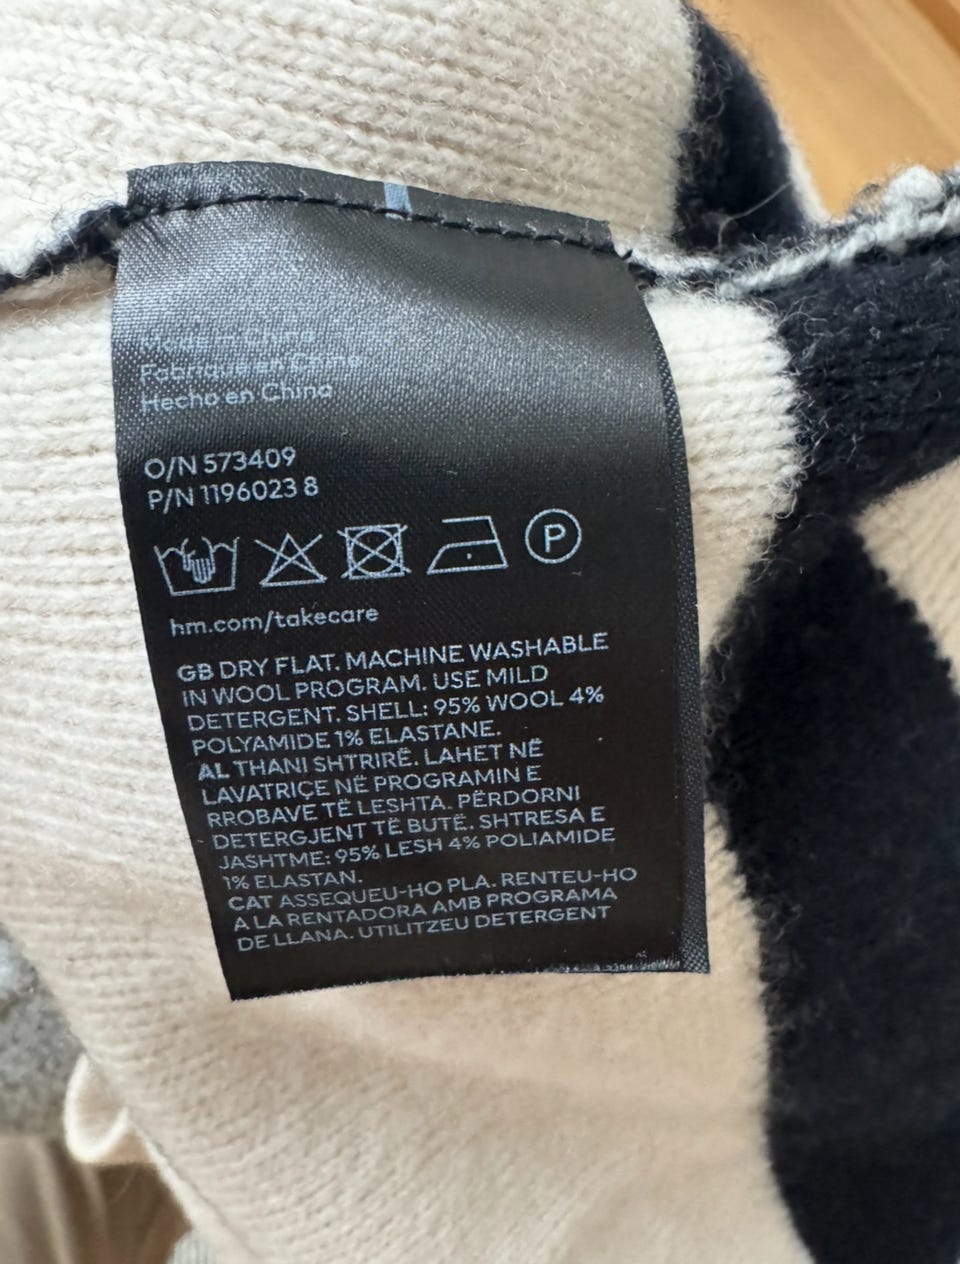 Made in China
Fabriqué en Chine
Hecho en China
O/N 573409
P/N 1196023 8
P
hm.com/takecare
GB DRY FLAT. MACHINE WASHABLE
IN WOOL PROGRAM. USE MILD
DETERGENT. SHELL: 95% WOOL 4%
POLYAMIDE 1% ELASTANE.
AL THANI SHTRIRË. LAHET NË
LAVATRIÇE NË PROGRAMIN E
RROBAVE TË LESHTA. PËRDORNI
DETERGJENT TË BUTË. SHTRESA E
JASHTME: 95% LESH 4% POLIAMIDE
1% ELASTAN.
CAT ASSEQUEU-HO PLA. RENTEU-HO
A LA RENTADORA AMB PROGRAMA
DE LLANA. UTILITZEU DETERGENT